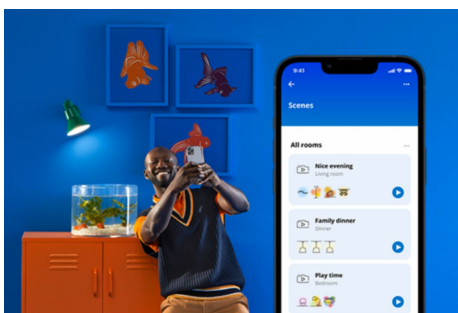 9:41
Scenes
All rooms
Nice evening
Living room
Family dinner
Dinner
Play time
Bedroom